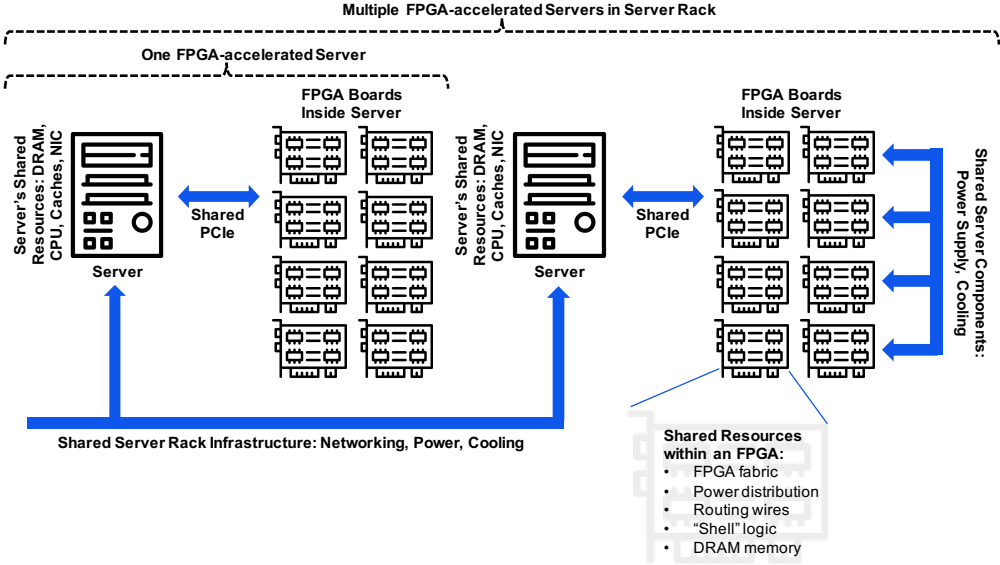 Multiple FPGA-accelerated Servers in Server Rack
One FPGA-accelerated Server
FPGA Boards
Inside Server
Server's Shared
Resources: DRAM,
CPU, Caches, NIC
Shared
PCIe
Server
FPGA Boards
Inside Server
Server's Shared
Resources: DRAM,
CPU, Caches, NIC
Shared
PCIe
Server
Shared Server Components:
Power Supply, Cooling
Shared Server Rack Infrastructure: Networking, Power, Cooling
Shared Resources
within an FPGA:
• FPGA fabric
• Power distribution
• Routing wires
• “Shell” logic
• DRAM memory